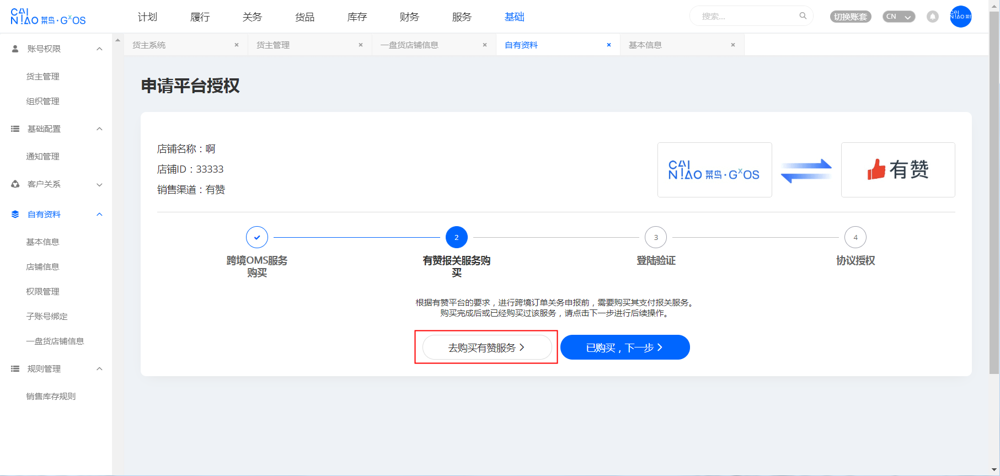 CAI
NIAO 菜鸟·GxOS
计划
履行
关务
货品
库存
财务
服务
基础
搜索...
切换账套
CN
CAI
NIAO 菜鸟
账号权限
货主管理
组织管理
基础配置
通知管理
客户关系
自有资料
基本信息
店铺信息
权限管理
子账号绑定
一盘货店铺信息
规则管理
销售库存规则
货主系统
货主管理
一盘货店铺信息
自有资料
基本信息
申请平台授权
店铺名称：啊
店铺ID：33333
销售渠道：有赞
CAI
NIAO 菜鸟·GxOS
有赞
2
3
4
跨境OMS服务
购买
有赞报关服务购
买
登陆验证
协议授权
根据有赞平台的要求，进行跨境订单关务申报前，需要购买其支付报关服务。
购买完成后或已经购买过该服务，请点击下一步进行后续操作。
去购买有赞服务
已购买，下一步